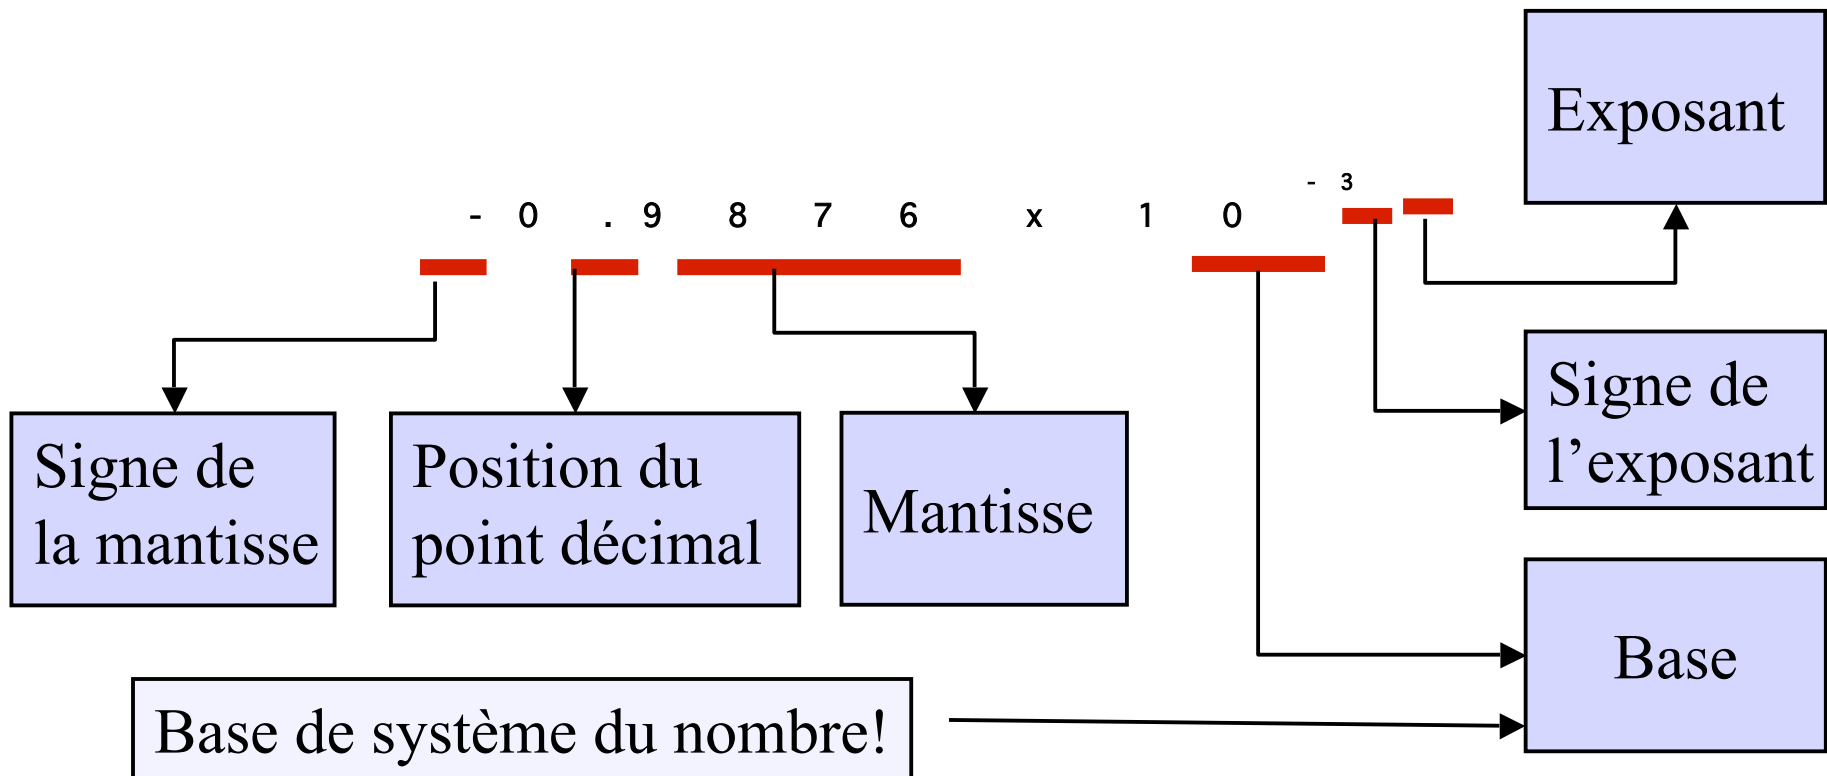 Exposant
- 3
- 0 . 9 8 7 6 x 1 0
Signe de
l’exposant
Signe de
la mantisse
Position du
point décimal
Mantisse
Base
Base de système du nombre!